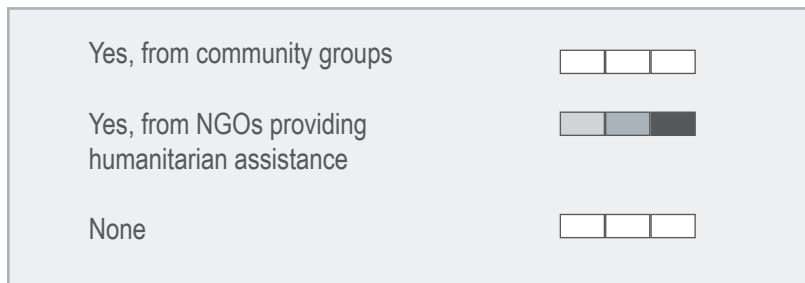 Yes, from community groups
Yes, from NGOs providing
humanitarian assistance
None